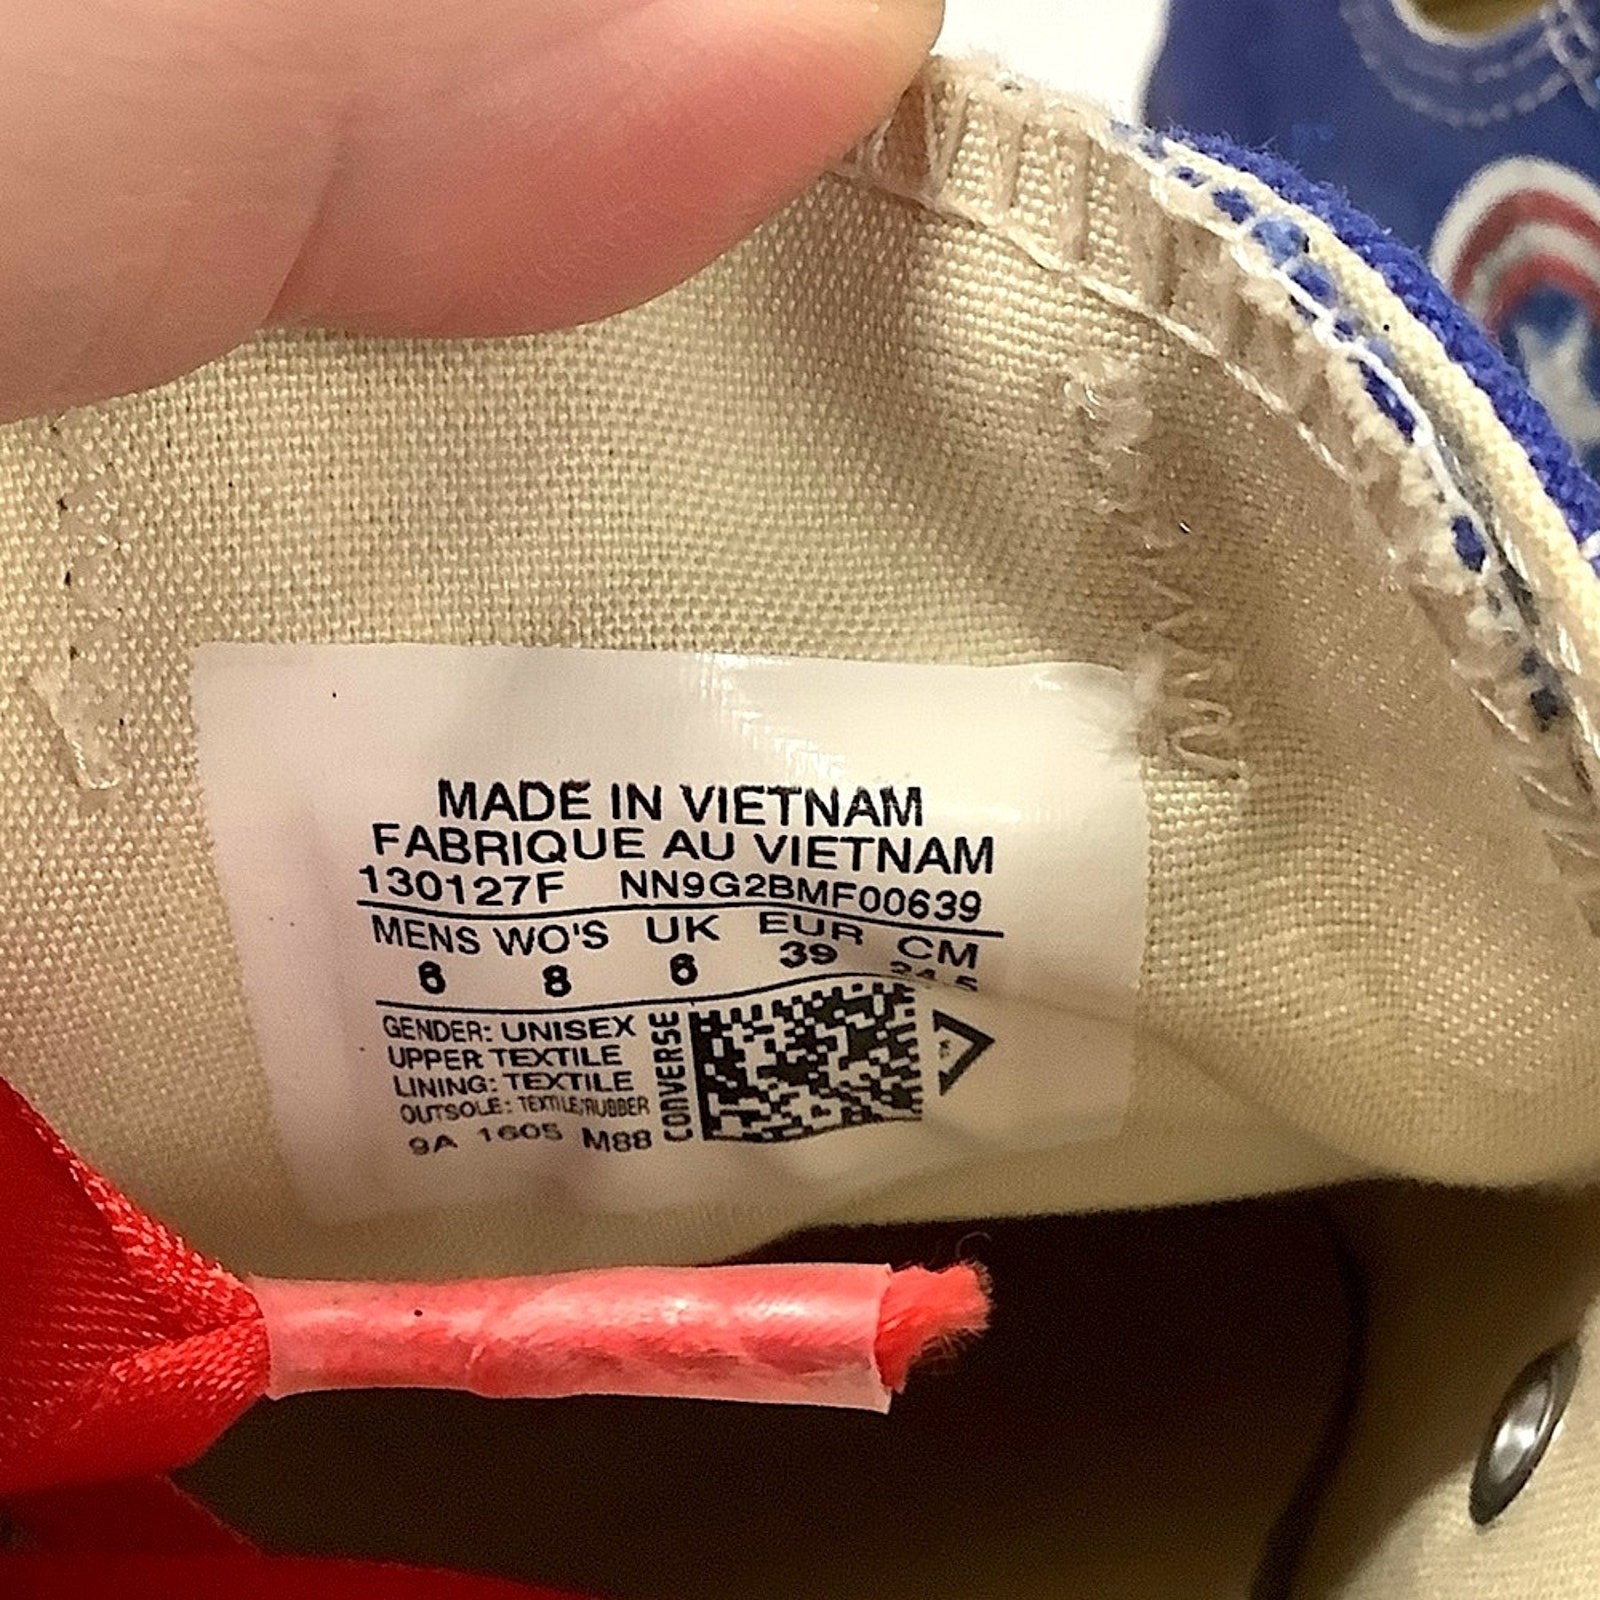 MADE IN VIETNAM
FABRIQUE AU VIETNAM
130127F NN9G2BMF00639
MENS WO'S UK EUR CM
6 8 6 39 24.5
GENDER: UNISEX
UPPER TEXTILE
LINING: TEXTILE
OUTSOLE: TEXTILE/RUBBER
9A 1605 M88
CONVERSE
TM